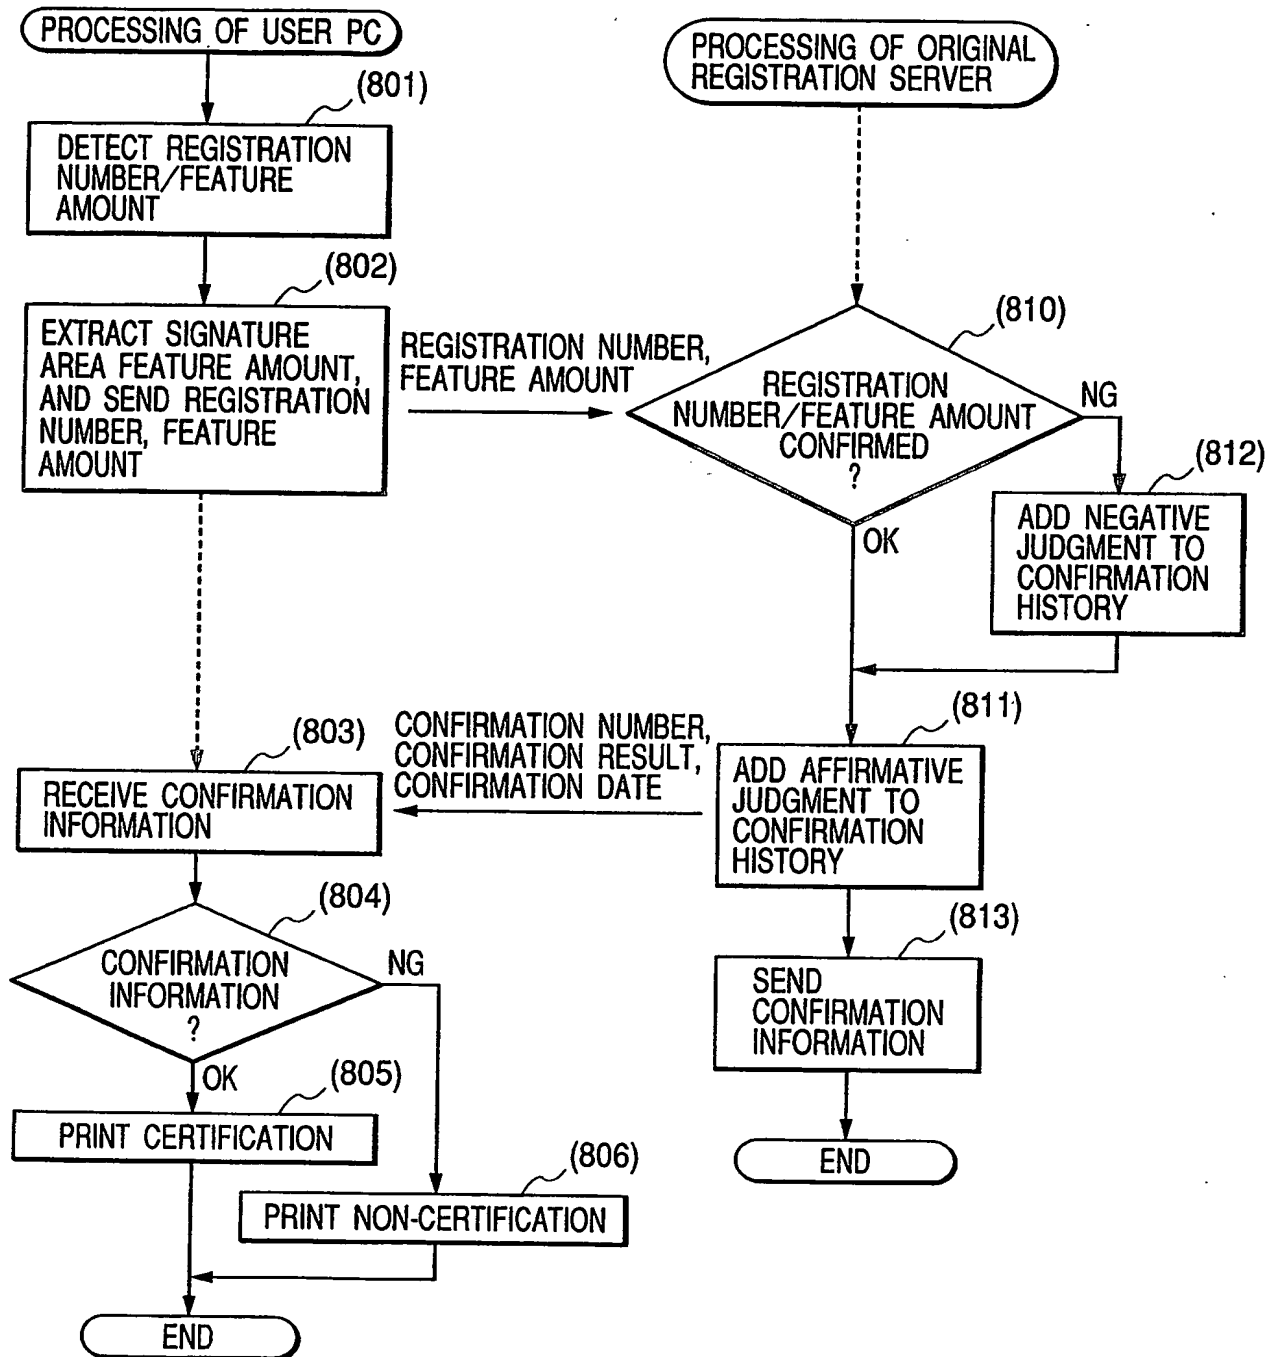 PROCESSING OF USER PC
(801)
DETECT REGISTRATION
NUMBER/FEATURE
AMOUNT
(802)
EXTRACT SIGNATURE
AREA FEATURE AMOUNT,
AND SEND REGISTRATION
NUMBER, FEATURE
AMOUNT
REGISTRATION NUMBER,
FEATURE AMOUNT
PROCESSING OF ORIGINAL
REGISTRATION SERVER
(810)
REGISTRATION
NUMBER/FEATURE AMOUNT
CONFIRMED
?
NG
OK
(812)
ADD NEGATIVE
JUDGMENT TO
CONFIRMATION
HISTORY
(811)
ADD AFFIRMATIVE
JUDGMENT TO
CONFIRMATION
HISTORY
CONFIRMATION NUMBER,
CONFIRMATION RESULT,
CONFIRMATION DATE
(813)
SEND
CONFIRMATION
INFORMATION
END
(803)
RECEIVE CONFIRMATION
INFORMATION
(804)
CONFIRMATION
INFORMATION
?
NG
OK
(805)
PRINT CERTIFICATION
(806)
PRINT NON-CERTIFICATION
END